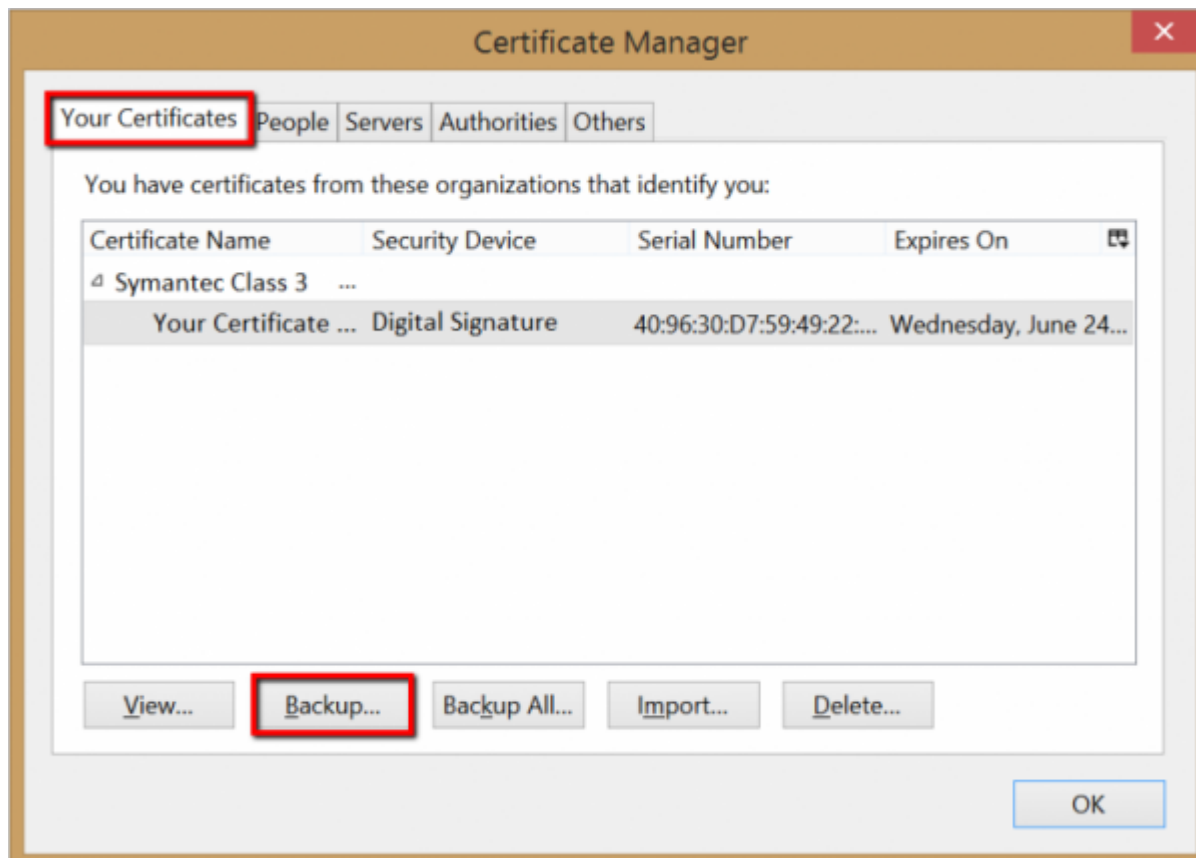 Certificate Manager
Your Certificates People Servers Authorities Others
You have certificates from these organizations that identify you:
Certificate Name Security Device Serial Number Expires On
Symantec Class 3 ...
Your Certificate ... Digital Signature 40:96:30:D7:59:49:22:... Wednesday, June 24...
View... Backup... Backup All... Import... Delete...
OK